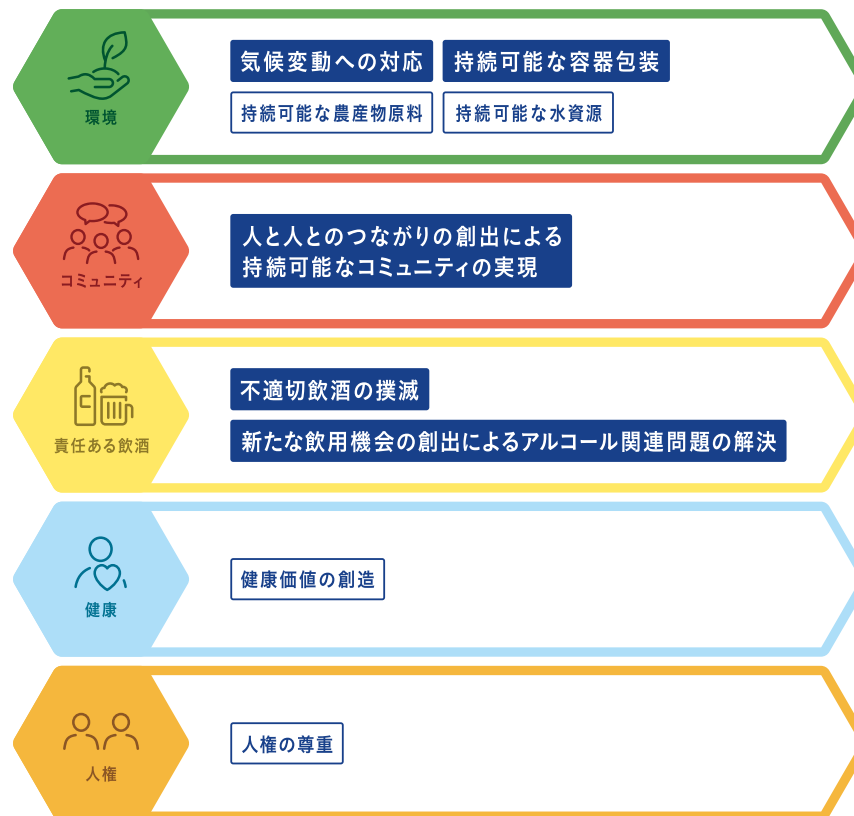 環境
気候変動への対応
持続可能な容器包装
持続可能な農産物原料
持続可能な水資源
コミュニティ
人と人とのつながりの創出による
持続可能なコミュニティの実現
責任ある飲酒
不適切飲酒の撲滅
新たな飲用機会の創出によるアルコール関連問題の解決
健康
健康価値の創造
人権
人権の尊重